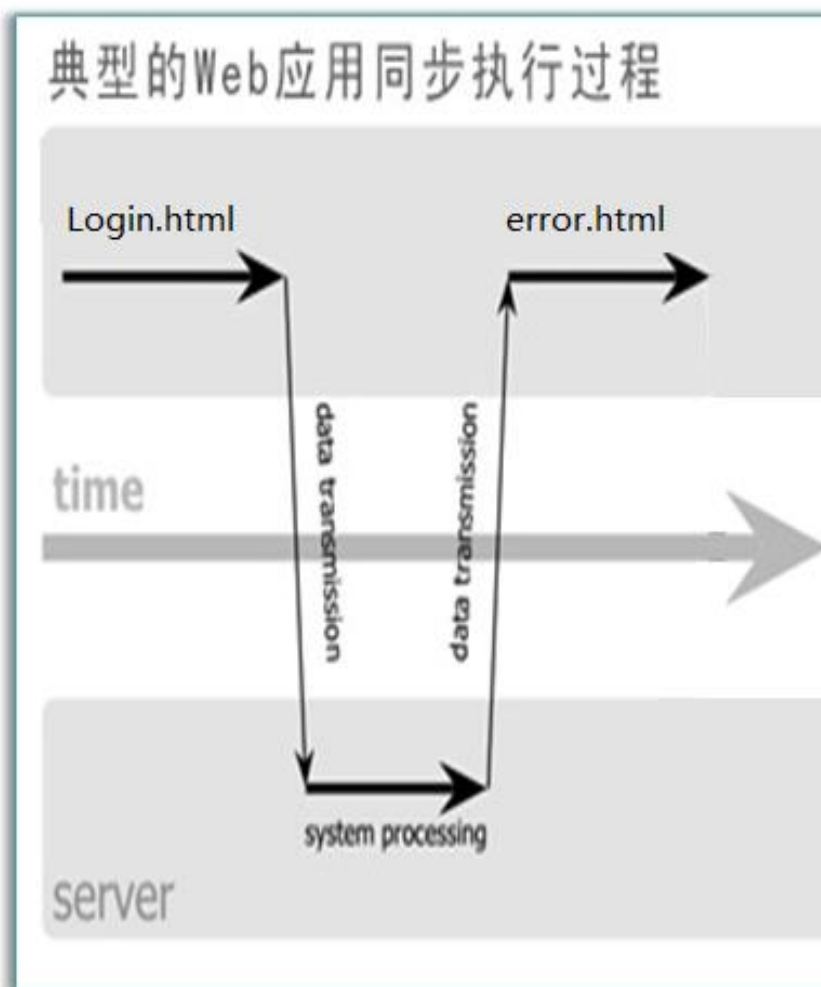 典型的Web应用同步执行过程
Login.html
error.html
data transmission
data transmission
time
system processing
server